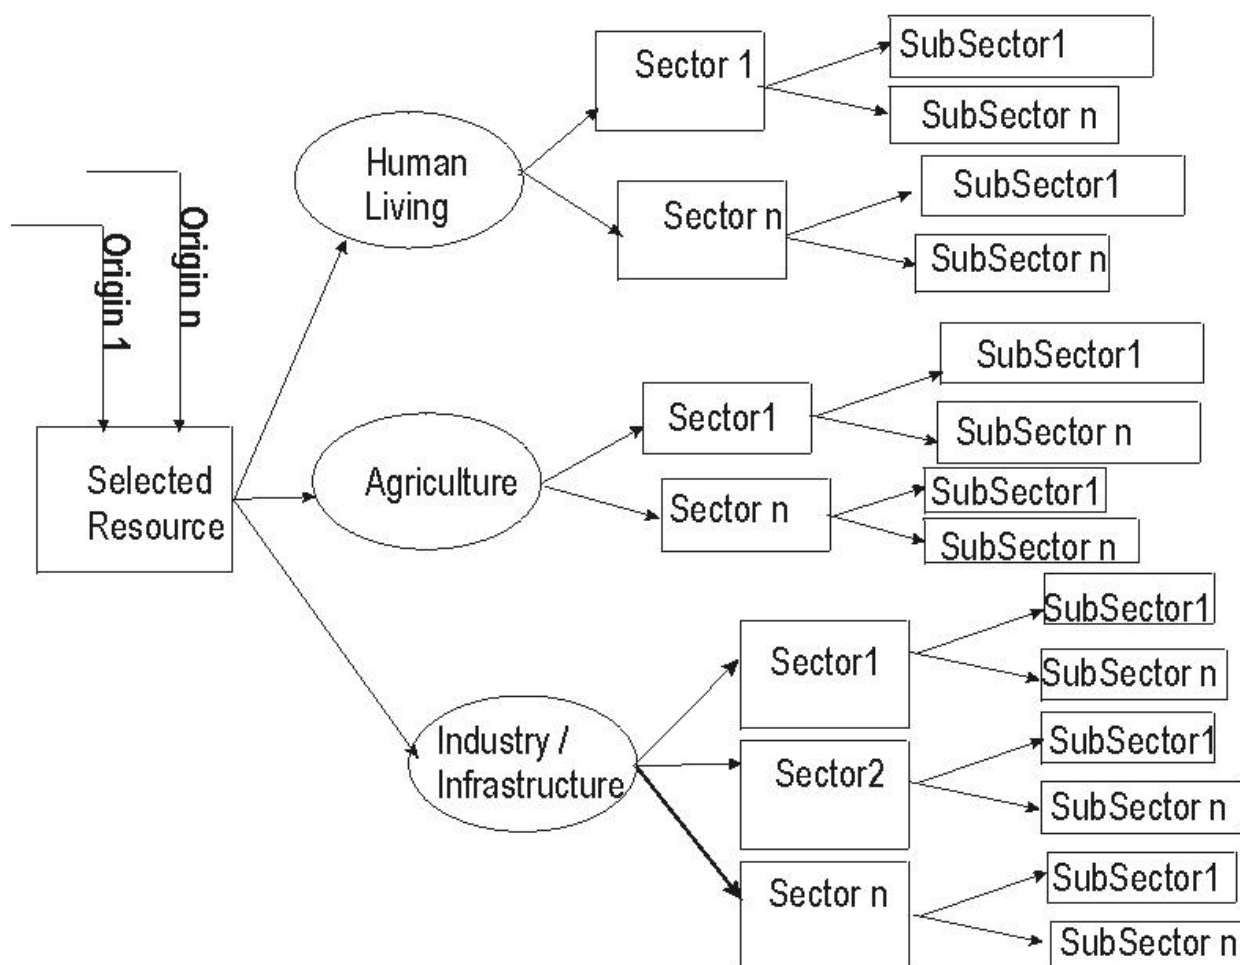 Origin 1
Origin n
Selected
Resource
Human
Living
Sector 1
SubSector1
SubSector n
Sector n
SubSector1
SubSector n
Agriculture
Sector1
SubSector1
SubSector n
Sector n
SubSector1
SubSector n
Industry /
Infrastructure
Sector1
SubSector1
SubSector n
Sector2
SubSector1
SubSector n
Sector n
SubSector1
SubSector n